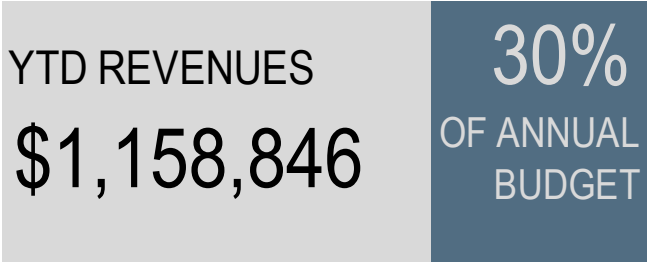 YTD REVENUES
$1,158,846
30%
OF ANNUAL
BUDGET